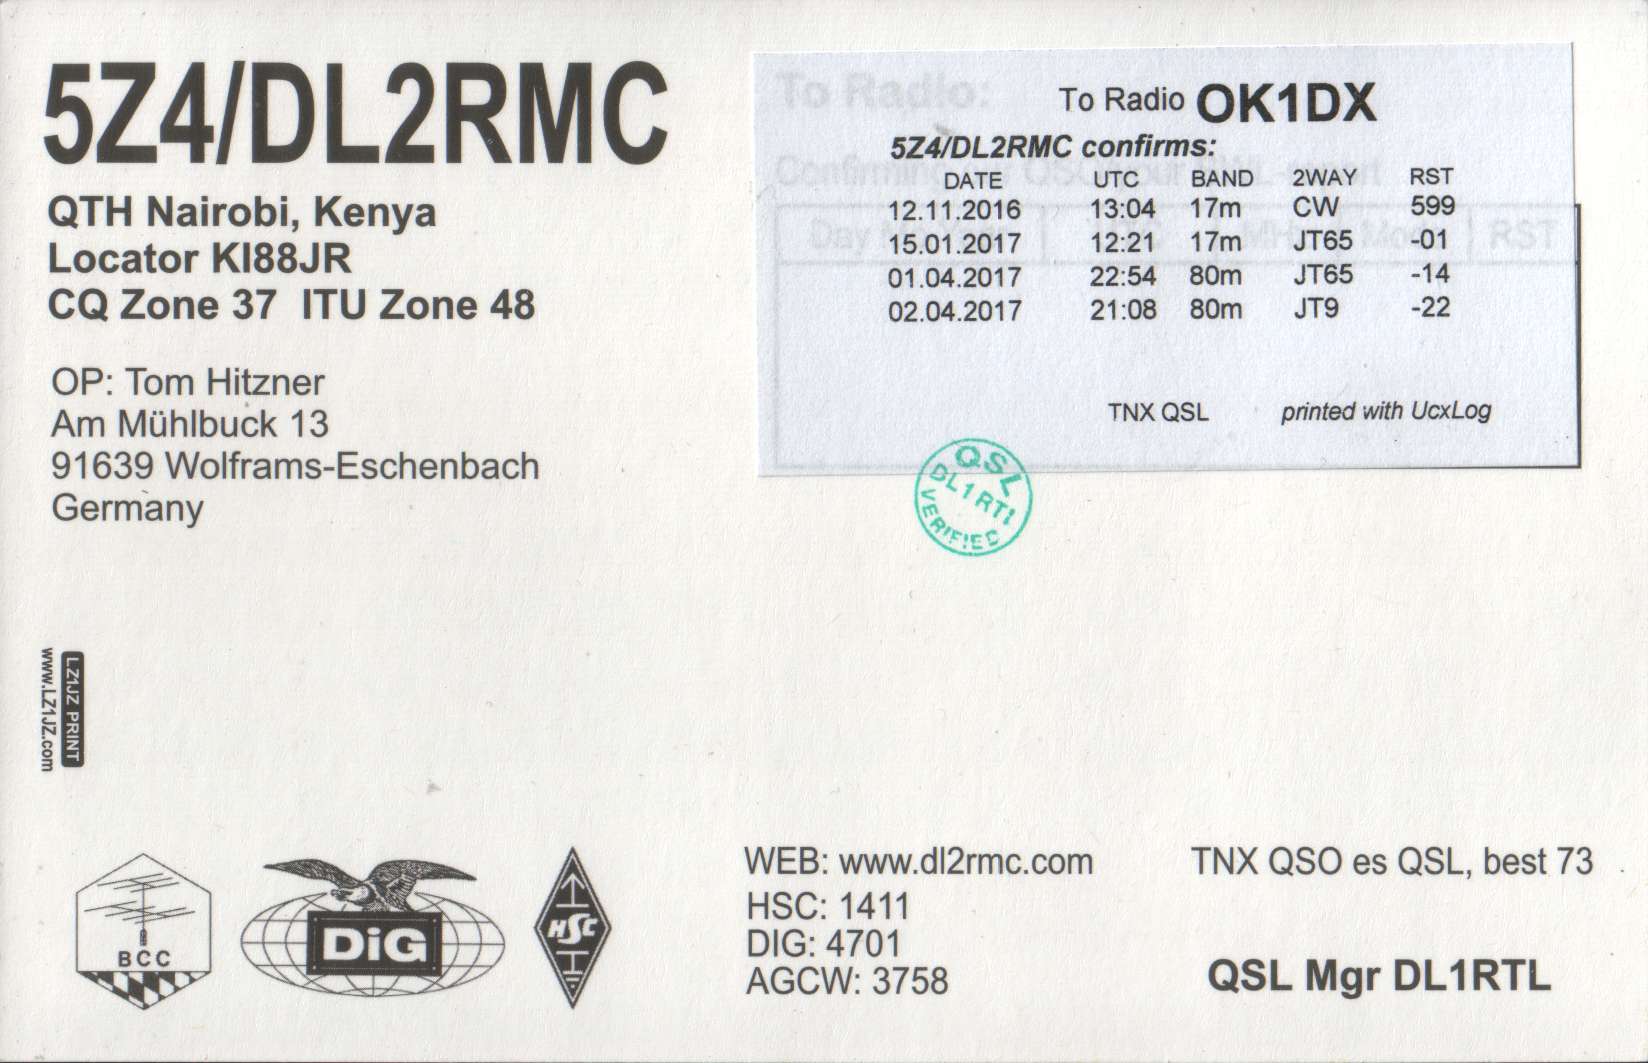 5Z4/DL2RMC
QTH Nairobi, Kenya
Locator KI88JR
CQ Zone 37 ITU Zone 48
OP: Tom Hitzner
Am Mühlbuck 13
91639 Wolframs-Eschenbach
Germany
To Radio:
To Radio OK1DX
5Z4/DL2RMC confirms:
DATE UTC BAND 2WAY RST
12.11.2016 13:04 17m CW 599
15.01.2017 12:21 17m JT65 -01
01.04.2017 22:54 80m JT65 -14
02.04.2017 21:08 80m JT9 -22
TNX QSL printed with UcxLog
Confirming
Day
RST
QSL
DL1RTL
VERIFIED
LZ1JZ PRINT
www.LZ1JZ.com
BCC
DiG
HSC
WEB: www.dl2rmc.com
HSC: 1411
DIG: 4701
AGCW: 3758
TNX QSO es QSL, best 73
QSL Mgr DL1RTL